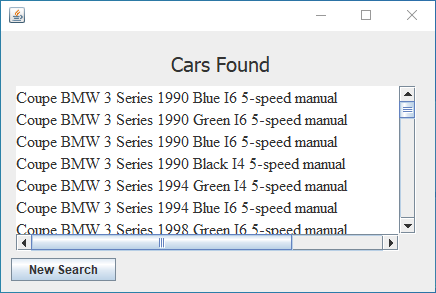 Cars Found
Coupe BMW 3 Series 1990 Blue I6 5-speed manual
Coupe BMW 3 Series 1990 Green I6 5-speed manual
Coupe BMW 3 Series 1990 Blue I6 5-speed manual
Coupe BMW 3 Series 1990 Black I4 5-speed manual
Coupe BMW 3 Series 1994 Green I4 5-speed manual
Coupe BMW 3 Series 1994 Blue I6 5-speed manual
Coupe BMW 3 Series 1998 Green I6 5-speed manual
New Search